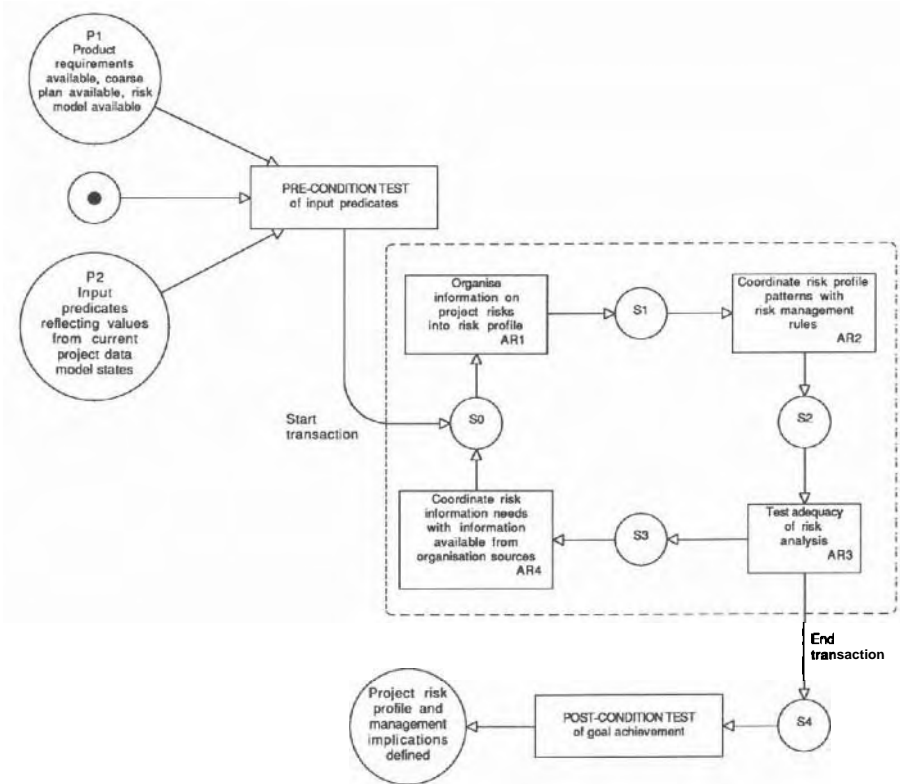 P1
Product
requirements
available, coarse
plan available, risk
model available
PRE-CONDITION TEST
of input predicates
P2
Input
predicates
reflecting values
from current
project data
model states
Start
transaction
Organise
information on
project risks
into risk profile
AR1
S1
Coordinate risk profile
patterns with
risk management
rules
AR2
S0
S2
Coordinate risk
information needs
with information
available from
organisation sources
AR4
S3
Test adequacy
of risk
analysis
AR3
End
transaction
Project risk
profile and
management
implications
defined
POST-CONDITION TEST
of goal achievement
S4